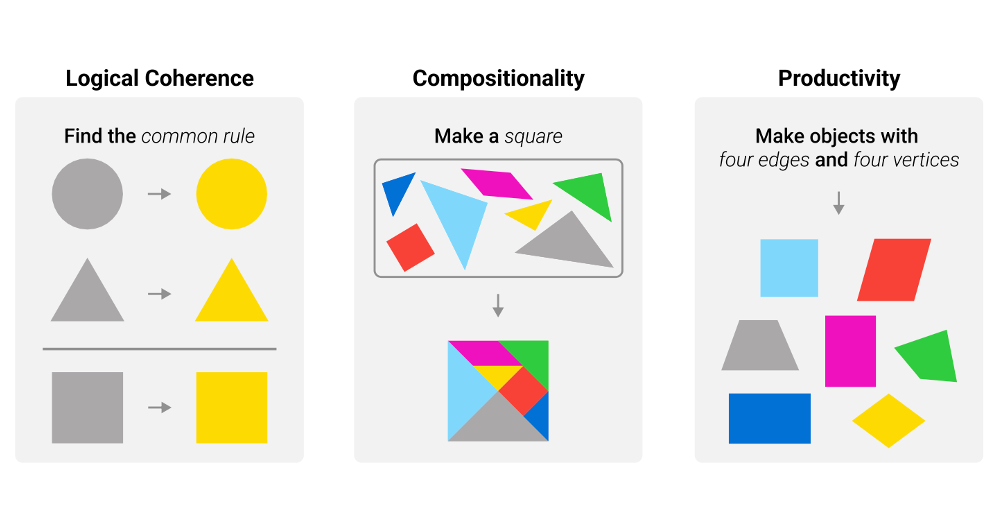 Logical Coherence
Find the common rule
Compositionality
Make a square
Productivity
Make objects with
four edges and four vertices